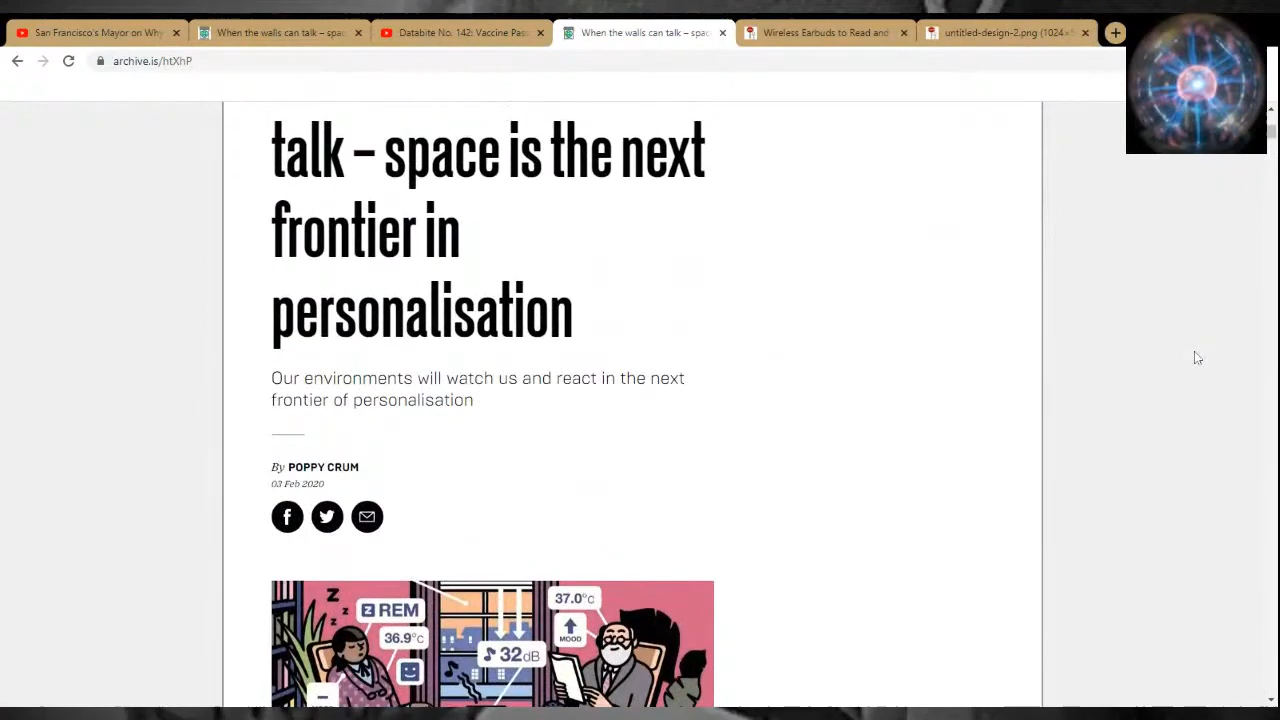 San Francisco's Mayor on Why
When the walls can talk – spac
Databite No. 142: Vaccine Pas
When the walls can talk – spac
Wireless Earbuds to Read and
untitled-design-2.png (1024×
archive.is/htXhP
talk – space is the next
frontier in
personalisation
Our environments will watch us and react in the next
frontier of personalisation
By POPPY CRUM
03 Feb 2020
z
z
z
Z REM
36.9°C
32dB
37.0°C
MOOD